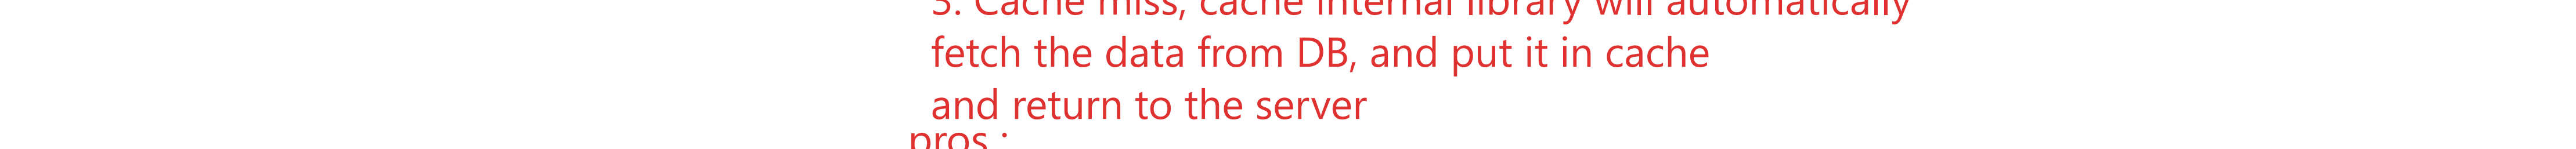 3. Cache miss, cache internal library will automatically
fetch the data from DB, and put it in cache
and return to the server
pros :